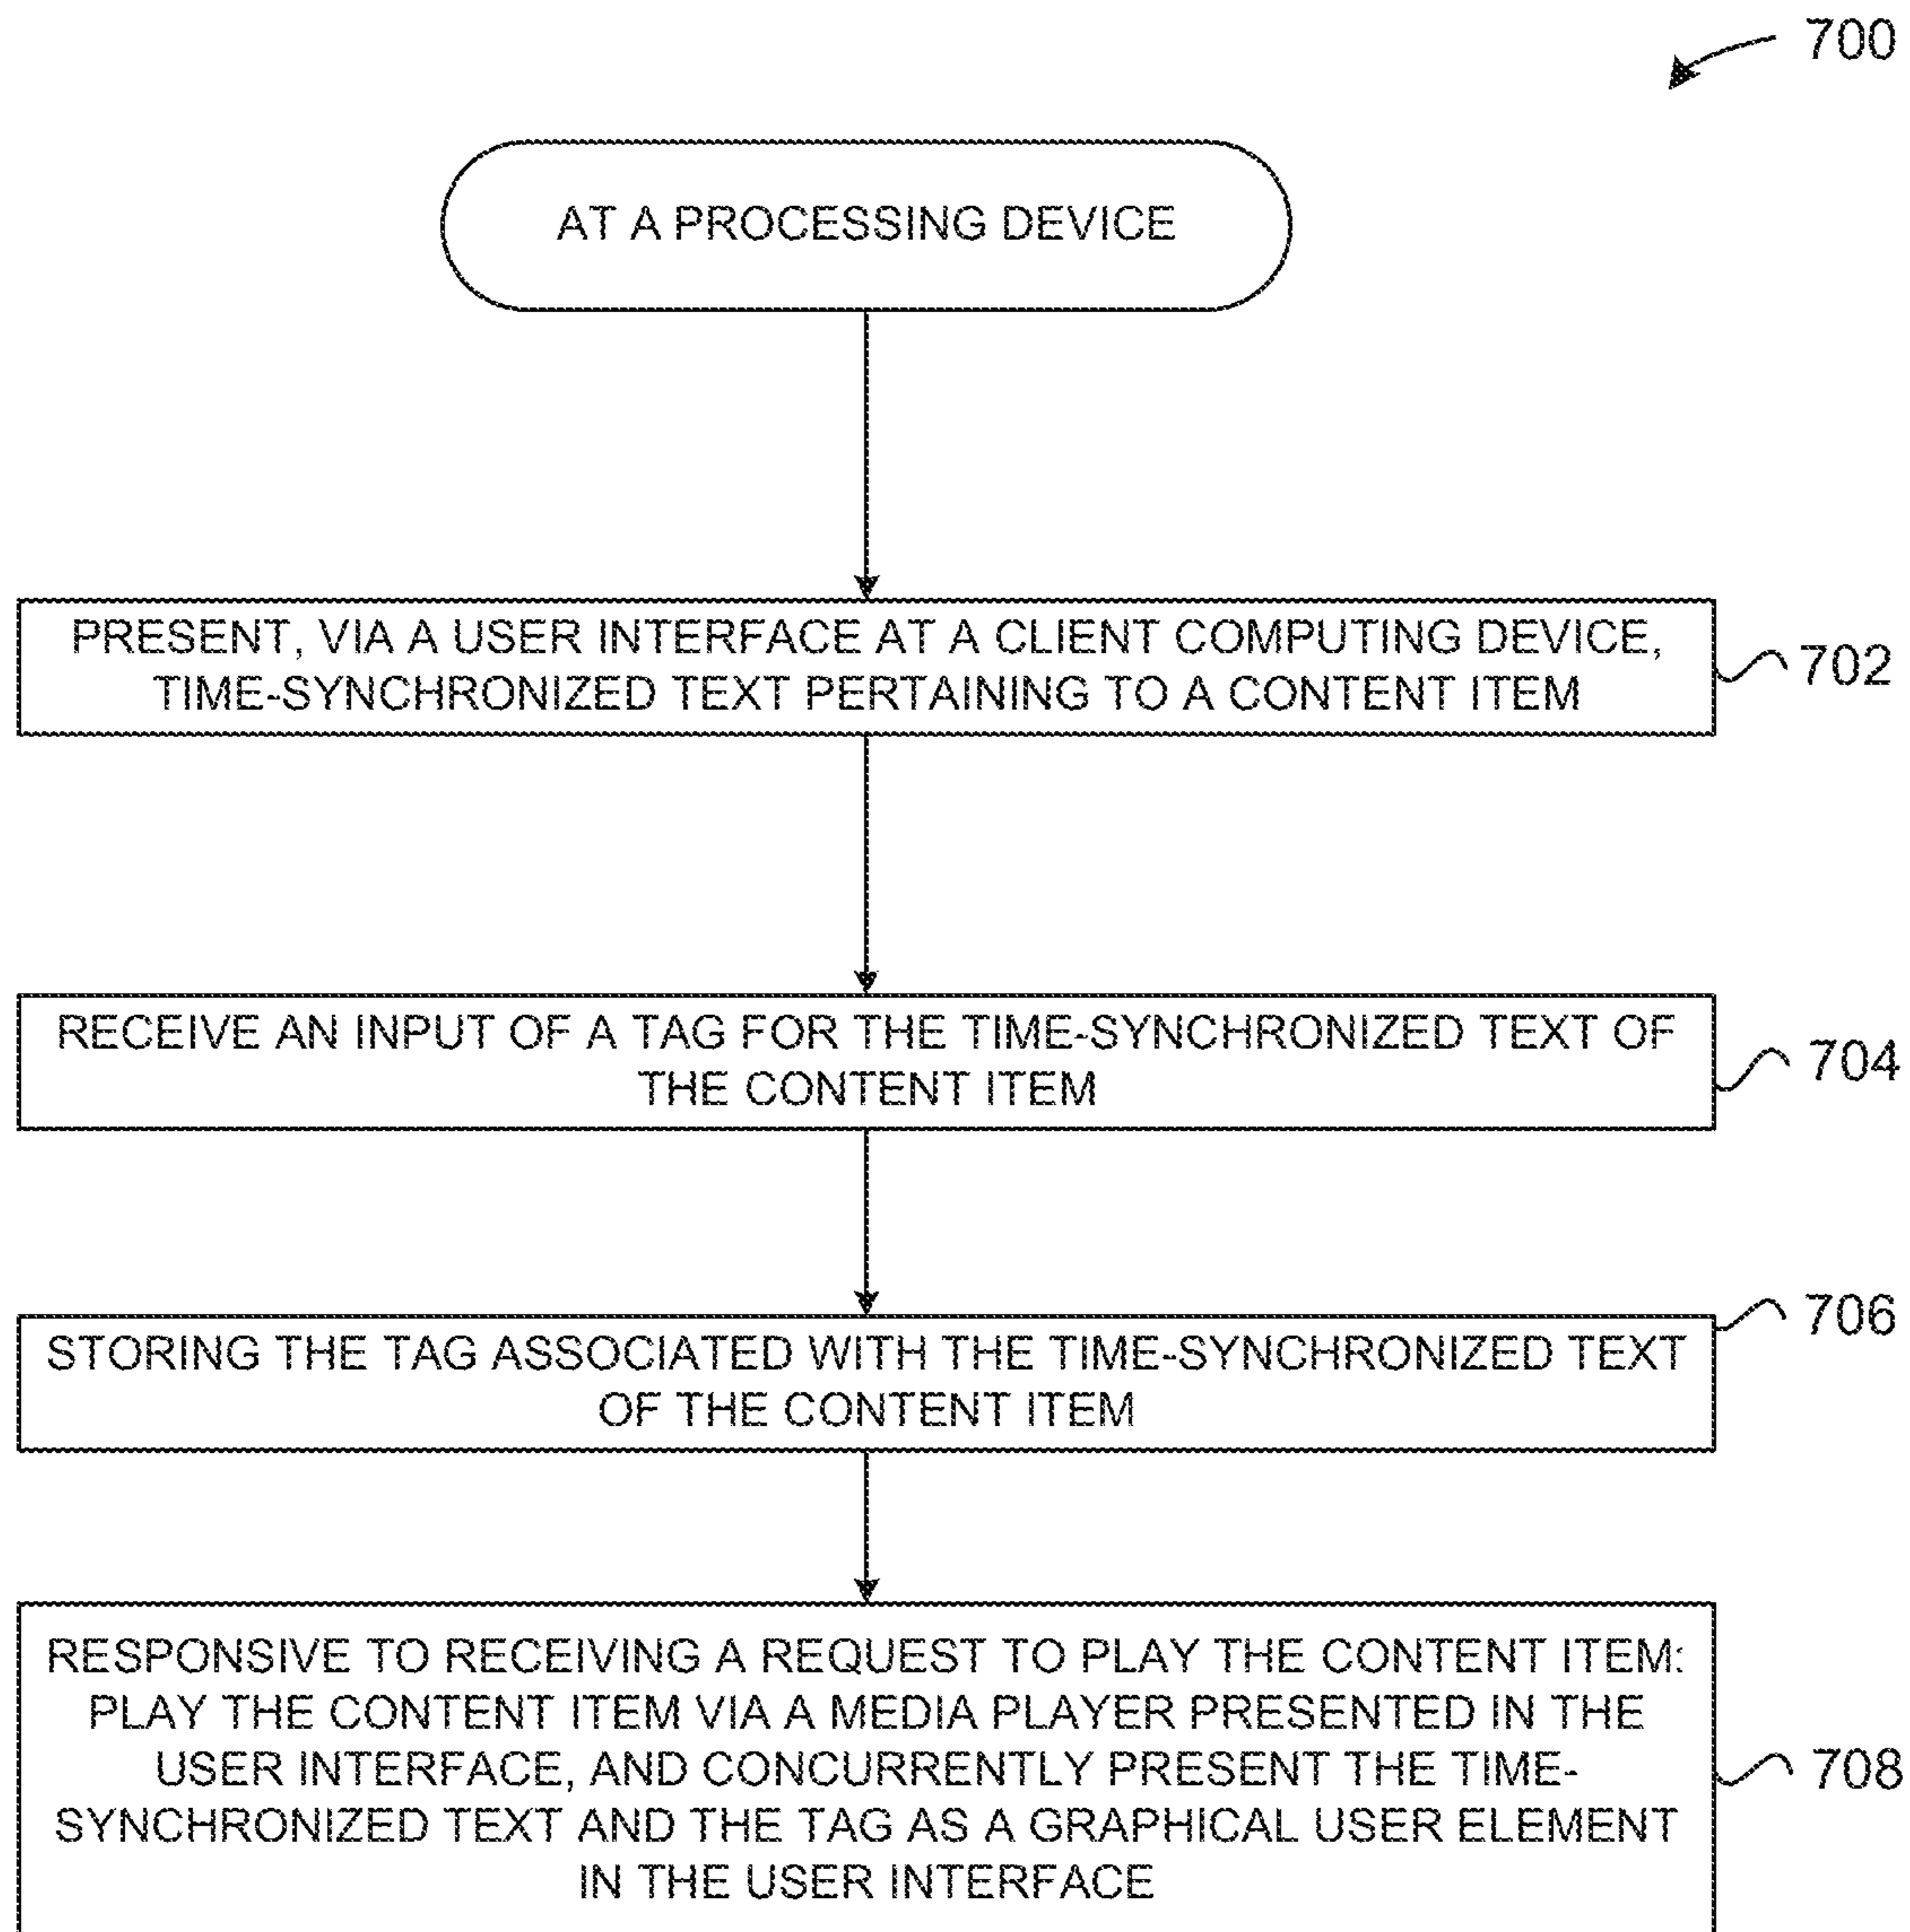 700
AT A PROCESSING DEVICE
PRESENT, VIA A USER INTERFACE AT A CLIENT COMPUTING DEVICE,
TIME-SYNCHRONIZED TEXT PERTAINING TO A CONTENT ITEM
702
RECEIVE AN INPUT OF A TAG FOR THE TIME-SYNCHRONIZED TEXT OF
THE CONTENT ITEM
704
STORING THE TAG ASSOCIATED WITH THE TIME-SYNCHRONIZED TEXT
OF THE CONTENT ITEM
706
RESPONSIVE TO RECEIVING A REQUEST TO PLAY THE CONTENT ITEM:
PLAY THE CONTENT ITEM VIA A MEDIA PLAYER PRESENTED IN THE
USER INTERFACE, AND CONCURRENTLY PRESENT THE TIME-
SYNCHRONIZED TEXT AND THE TAG AS A GRAPHICAL USER ELEMENT
IN THE USER INTERFACE
708